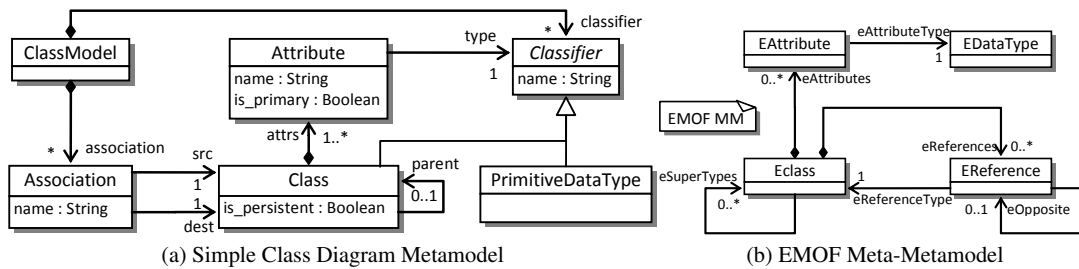 ClassModel
classifier
*
Attribute
name : String
is_primary : Boolean
type
1
Classifier
name : String
attrs
1..*
*
association
Association
name : String
src
1
1
dest
Class
is_persistent : Boolean
parent
0..1
PrimitiveDataType
(a) Simple Class Diagram Metamodel
EAttribute
eAttributeType
1
EDataType
0..*
eAttributes
EMOF MM
eReferences
0..*
eSuperTypes
0..*
Eclass
1
eReferenceType
EReference
0..1
eOpposite
(b) EMOF Meta-Metamodel